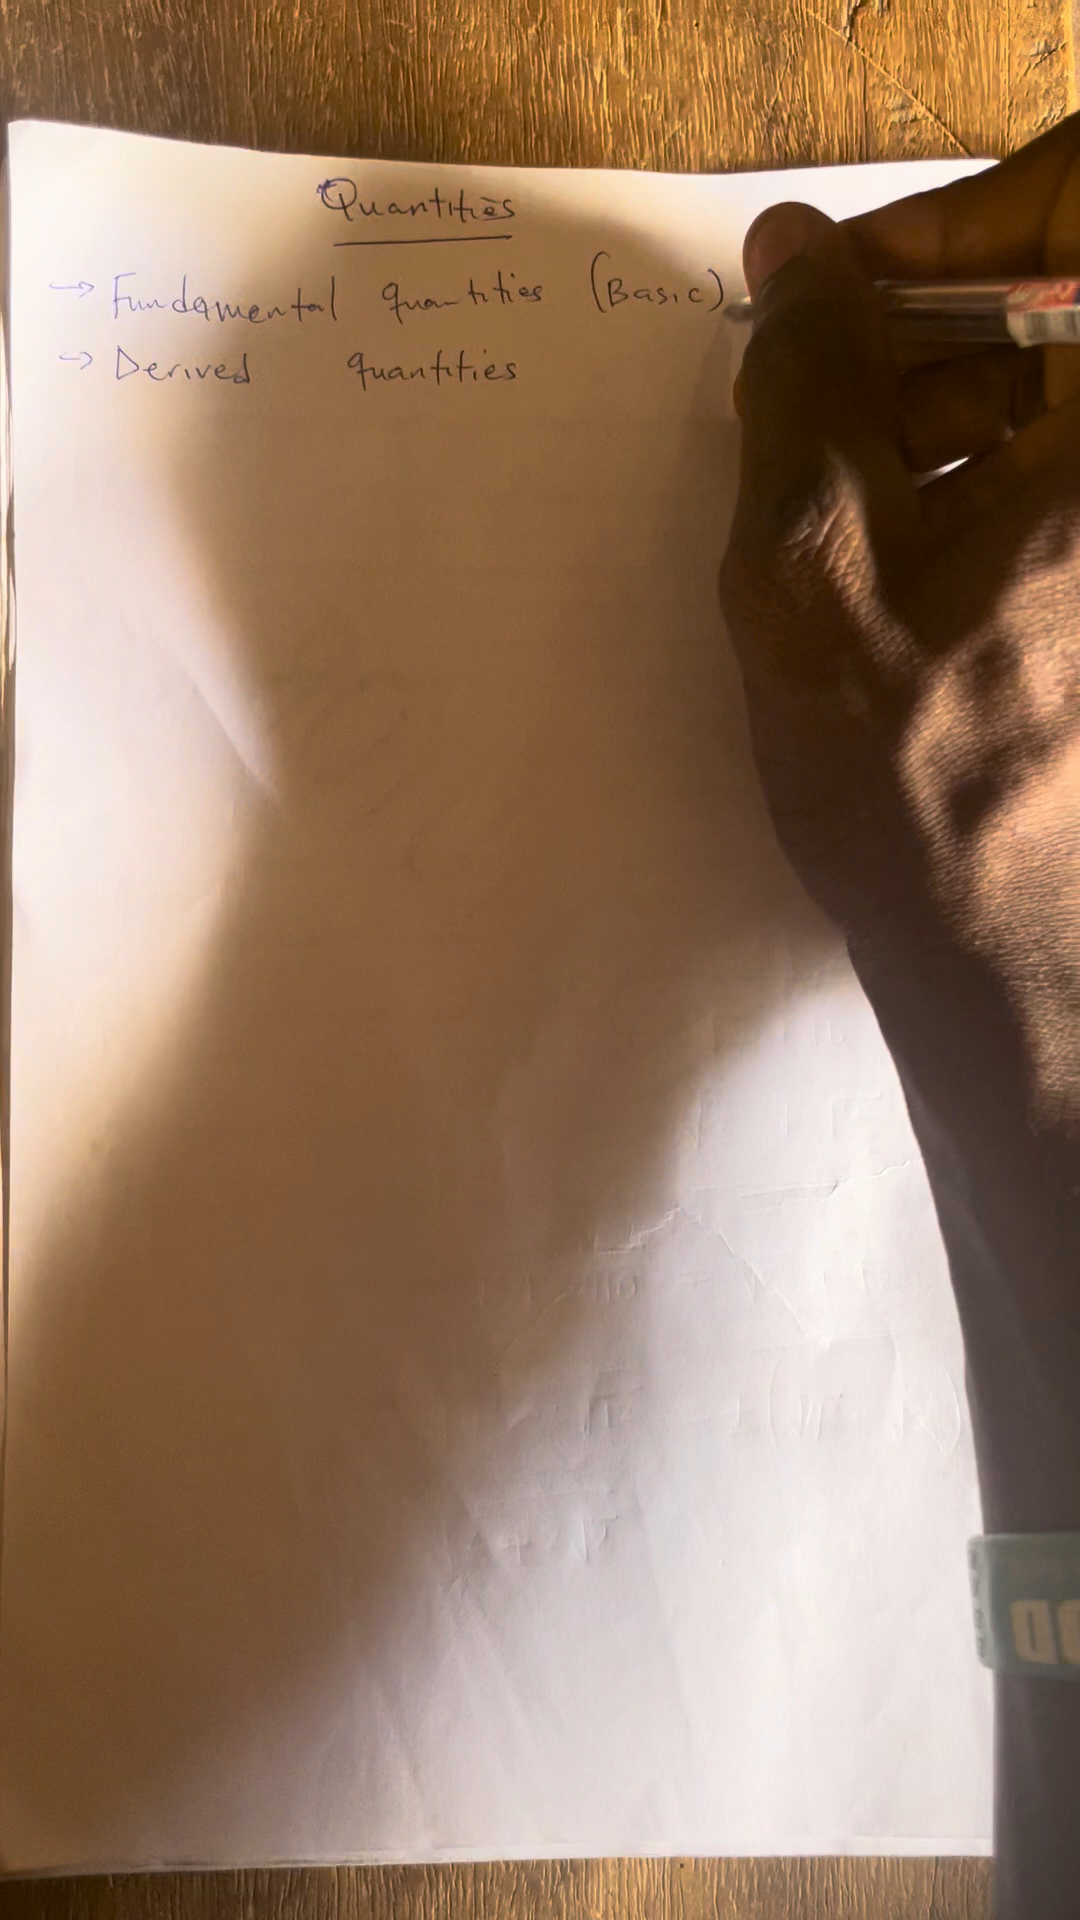 Quantities
→ Fundamental quantities (Basic)
→ Derived quantities